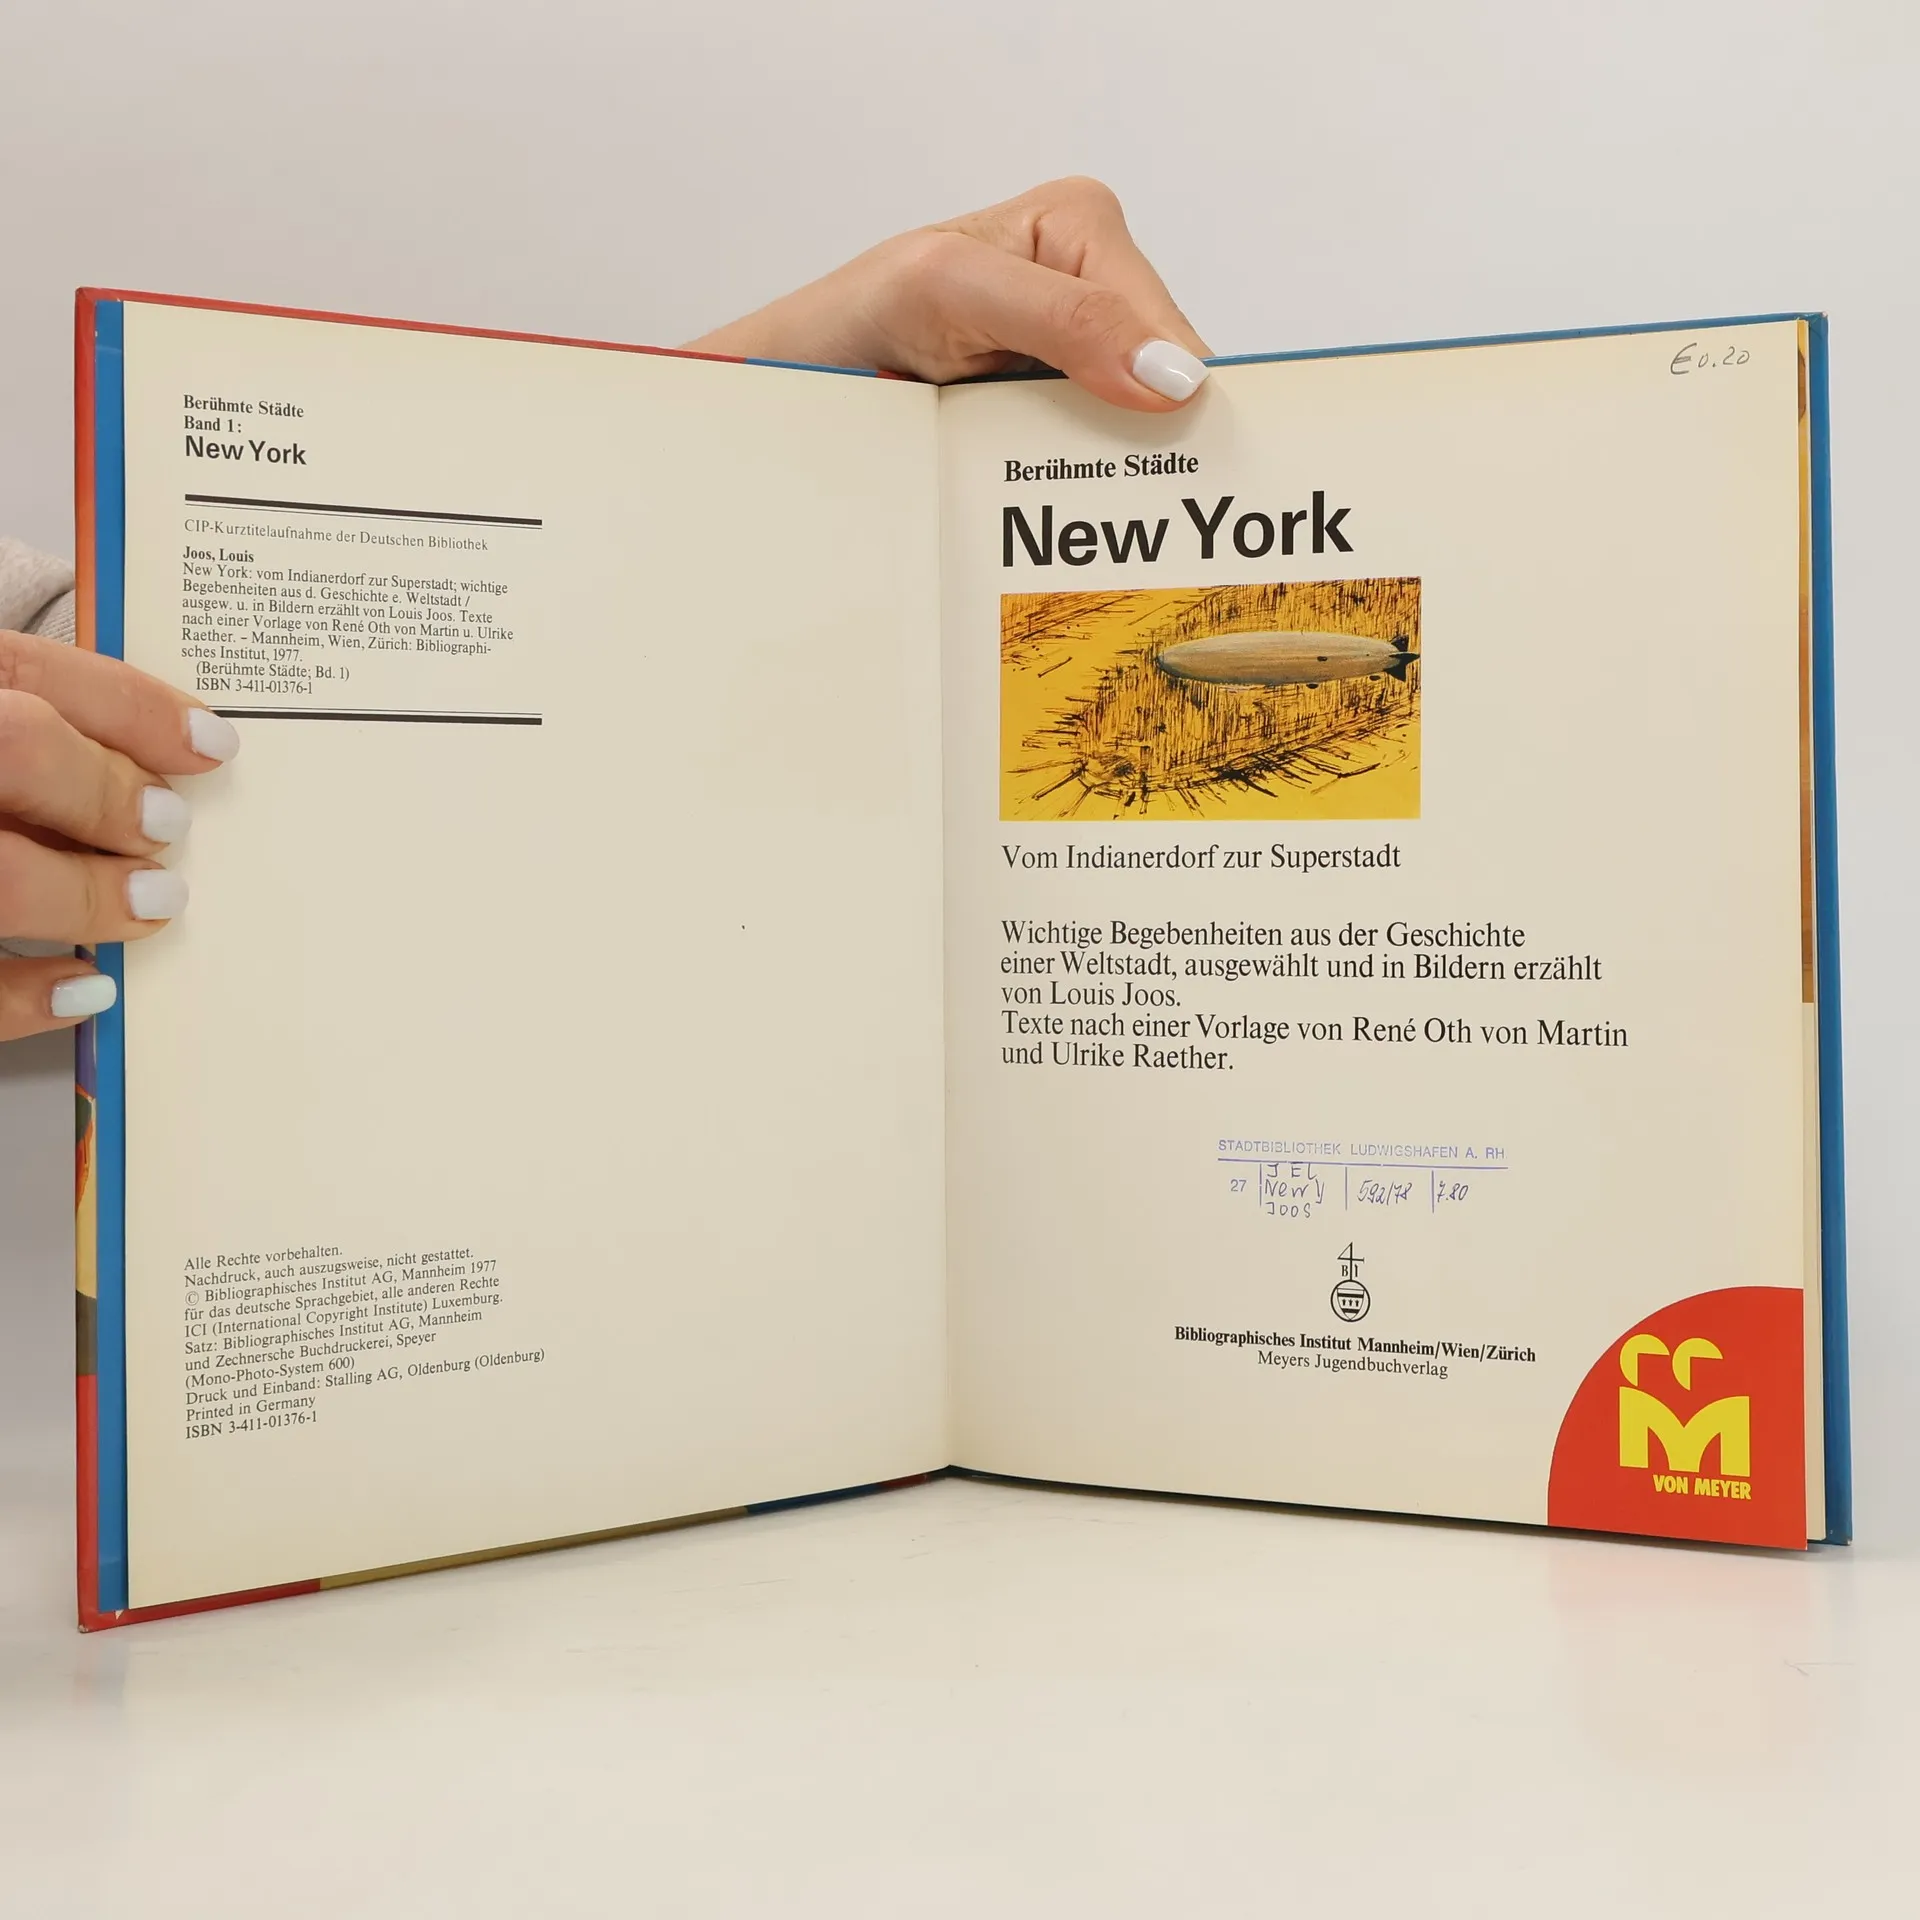 Berühmte Städte
Band 1:
New York
CIP-Kurztitelaufnahme der Deutschen Bibliothek
Joos, Louis
New York: vom Indianerdorf zur Superstadt; wichtige
Begebenheiten aus d. Geschichte e. Weltstadt /
ausgew. u. in Bildern erzählt von Louis Joos. Texte
nach einer Vorlage von René Oth von Martin u. Ulrike
Raether. – Mannheim, Wien, Zürich: Bibliographi-
sches Institut, 1977.
(Berühmte Städte; Bd. 1)
ISBN 3-411-01376-1
Alle Rechte vorbehalten.
Nachdruck, auch auszugsweise, nicht gestattet.
© Bibliographisches Institut AG, Mannheim 1977
für das deutsche Sprachgebiet, alle anderen Rechte
ICI (International Copyright Institute) Luxemburg.
Satz: Bibliographisches Institut AG, Mannheim
und Zechnersche Buchdruckerei, Speyer
(Mono-Photo-System 600)
Druck und Einband: Stalling AG, Oldenburg (Oldenburg)
Printed in Germany
ISBN 3-411-01376-1
€0.20
Berühmte Städte
New York
Vom Indianerdorf zur Superstadt
Wichtige Begebenheiten aus der Geschichte
einer Weltstadt, ausgewählt und in Bildern erzählt
von Louis Joos.
Texte nach einer Vorlage von René Oth von Martin
und Ulrike Raether.
STADTBIBLIOTHEK LUDWIGSHAFEN A. RH.
J EL
27 New Y 592/78 7.80
JOOS
B I
Bibliographisches Institut Mannheim/Wien/Zürich
Meyers Jugendbuchverlag
M
VON MEYER